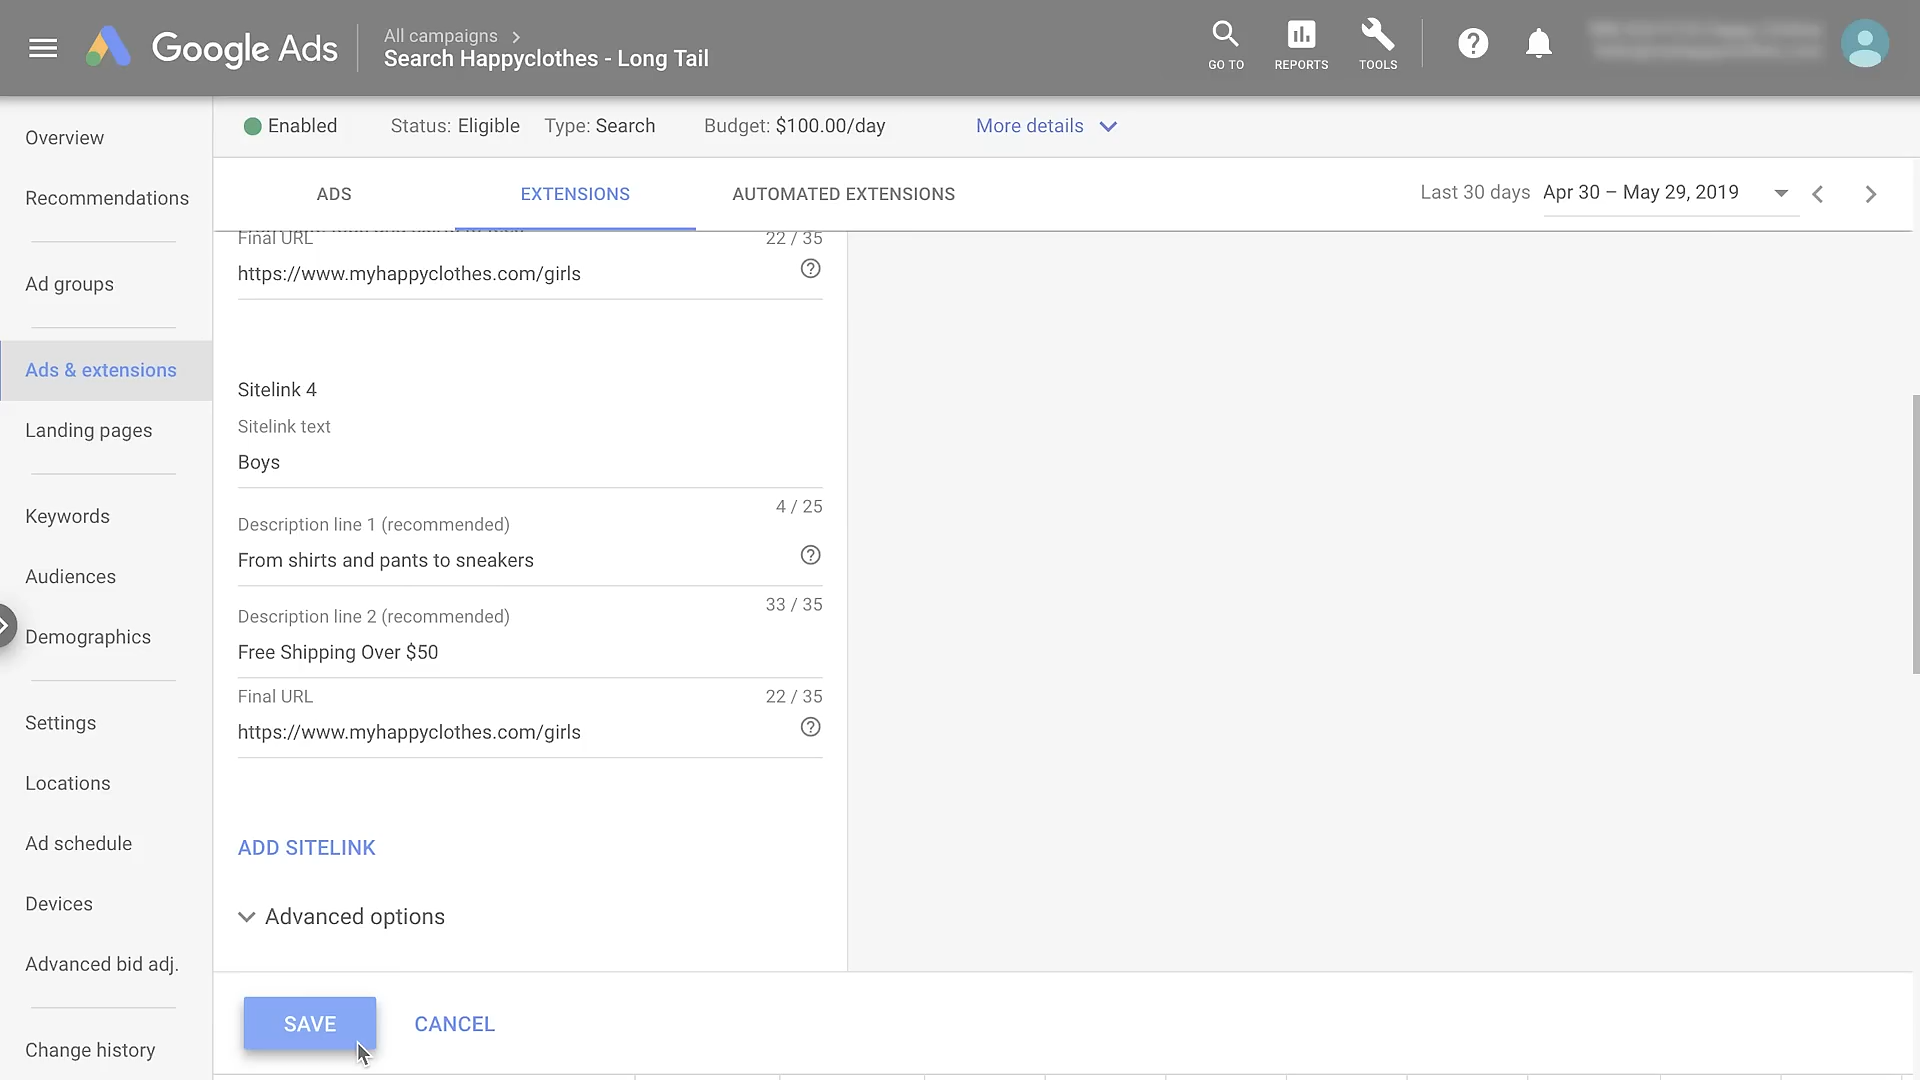 Google Ads
All campaigns
Search Happyclothes - Long Tail
GO TO
REPORTS
TOOLS
Overview
Recommendations
Ad groups
Ads & extensions
Landing pages
Keywords
Audiences
Demographics
Settings
Locations
Ad schedule
Devices
Advanced bid adj.
Change history
Enabled
Status: Eligible
Type: Search
Budget: $100.00/day
More details
ADS
EXTENSIONS
AUTOMATED EXTENSIONS
Last 30 days
Apr 30 – May 29, 2019
Final URL
22 / 35
https://www.myhappyclothes.com/girls
Sitelink 4
Sitelink text
Boys
4 / 25
Description line 1 (recommended)
From shirts and pants to sneakers
33 / 35
Description line 2 (recommended)
Free Shipping Over $50
Final URL
22 / 35
https://www.myhappyclothes.com/girls
ADD SITELINK
Advanced options
SAVE
CANCEL